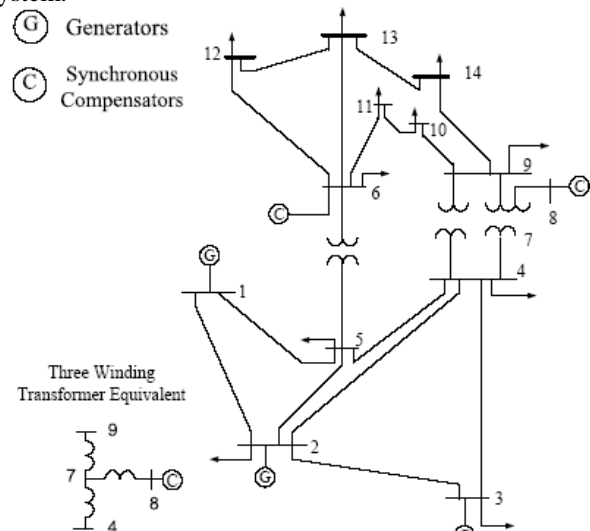 system.
G Generators
C Synchronous
Compensators
13
12
14
11
10
9
6
C
C
8
7
G
4
1
5
Three Winding
Transformer Equivalent
9
2
7
C
8
G
3
4